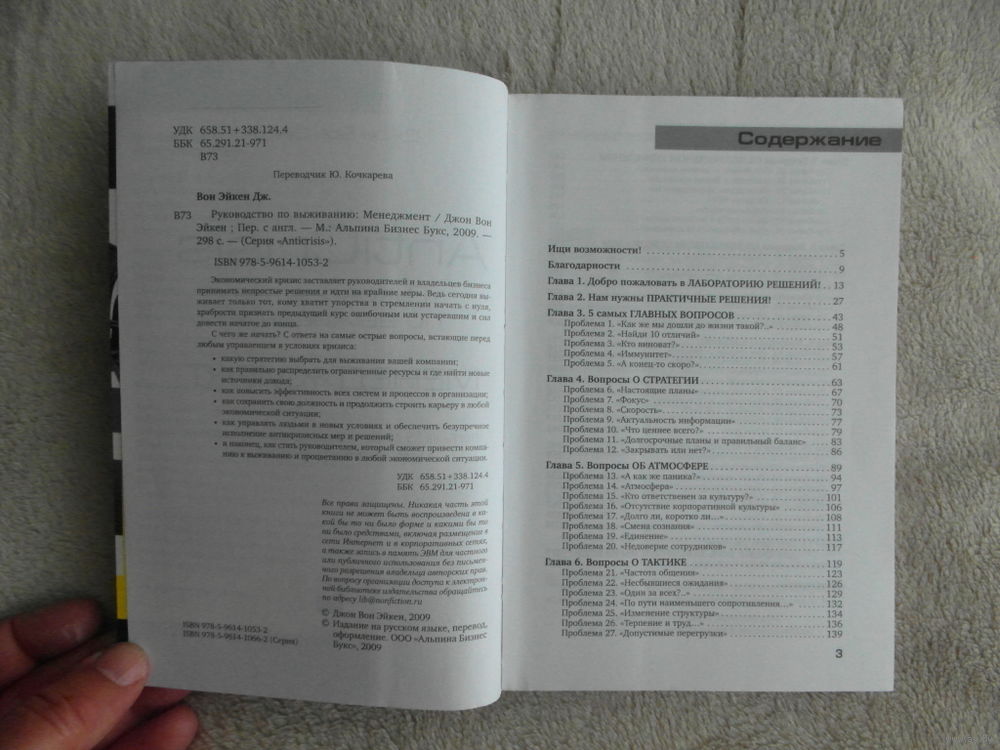 УДК 658.51+338.124.4
ББК 65.291.21-971
В73
Переводчик Ю. Кочкарева
Вон Эйкен Дж.
В73 Руководство по выживанию: Менеджмент / Джон Вон
Эйкен ; Пер. с англ. — М.: Альпина Бизнес Букс, 2009. —
298 с. — (Серия «Anticrisis»).
ISBN 978-5-9614-1053-2
Экономический кризис заставляет руководителей и владельцев бизнеса
принимать непростые решения и идти на крайние меры. Ведь сегодня вы-
живает только тот, кому хватит упорства в стремлении начать с нуля,
храбрости признать предыдущий курс ошибочным или устаревшим и сил
довести начатое до конца.
С чего же начать? С ответа на самые острые вопросы, встающие перед
любым управленцем в условиях кризиса:
• какую стратегию выбрать для выживания вашей компании;
• как правильно распределить ограниченные ресурсы и где найти новые
источники дохода;
• как повысить эффективность всех систем и процессов в организации;
• как сохранить свою должность и продолжить строить карьеру в любой
экономической ситуации;
• как управлять людьми в новых условиях и обеспечить безупречное
исполнение антикризисных мер и решений;
• и наконец, как стать руководителем, который сможет привести компа-
нию к выживанию и процветанию в любой экономической ситуации.
УДК 658.51+338.124.4
ББК 65.291.21-971
Все права защищены. Никакая часть этой
книги не может быть воспроизведена в ка-
кой бы то ни было форме и какими бы то
ни было средствами, включая размещение в
сети Интернет и в корпоративных сетях,
а также запись в память ЭВМ для частного
или публичного использования без письмен-
ного разрешения владельца авторских прав.
По вопросу организации доступа к электрон-
ной библиотеке издательства обращайтесь
по адресу lib@nonfiction.ru
© Джон Вон Эйкен, 2009
© Издание на русском языке, перевод,
оформление. ООО «Альпина Бизнес
Букс», 2009
ISBN 978-5-9614-1053-2
ISBN 978-5-9614-1066-2 (Серия)
Содержание
Ищи возможности! 5
Благодарности 9
Глава 1. Добро пожаловать в ЛАБОРАТОРИЮ РЕШЕНИЙ! 13
Глава 2. Нам нужны ПРАКТИЧНЫЕ РЕШЕНИЯ! 27
Глава 3. 5 самых ГЛАВНЫХ ВОПРОСОВ 43
Проблема 1. «Как же мы дошли до жизни такой?..» 48
Проблема 2. «Найди 10 отличий» 51
Проблема 3. «Кто виноват?» 53
Проблема 4. «Иммунитет» 57
Проблема 5. «А конец-то скоро?» 61
Глава 4. Вопросы О СТРАТЕГИИ 63
Проблема 6. «Настоящие планы» 67
Проблема 7. «Фокус» 70
Проблема 8. «Скорость» 73
Проблема 9. «Актуальность информации» 77
Проблема 10. «Что ценнее всего?» 79
Проблема 11. «Долгосрочные планы и правильный баланс» 83
Проблема 12. «Закрывать или нет?» 86
Глава 5. Вопросы ОБ АТМОСФЕРЕ 89
Проблема 13. «А как же паника?» 94
Проблема 14. «Атмосфера» 97
Проблема 15. «Кто ответственен за культуру?» 101
Проблема 16. «Отсутствие корпоративной культуры» 106
Проблема 17. «Долго ли, коротко ли…» 108
Проблема 18. «Смена сознания» 111
Проблема 19. «Единение» 113
Проблема 20. «Недоверие сотрудников» 117
Глава 6. Вопросы О ТАКТИКЕ 119
Проблема 21. «Частота общения» 123
Проблема 22. «Несбывшиеся ожидания» 126
Проблема 23. «Один за всех?..» 129
Проблема 24. «По пути наименьшего сопротивления…» 132
Проблема 25. «Изменение структуры» 134
Проблема 26. «Терпение и труд…» 136
Проблема 27. «Допустимые перегрузки» 139
3